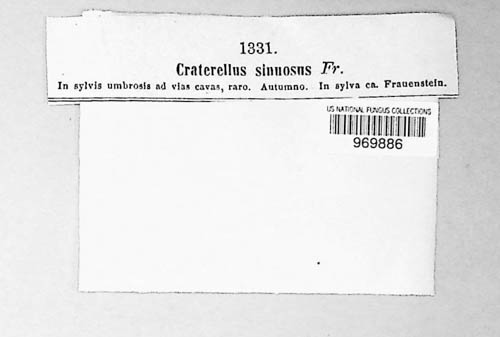 1331.
Craterellus sinuosus Fr.
In sylvis umbrosis ad vias cavas, raro. Autumno. In sylva ca. Frauenstein.
US NATIONAL FUNGUS COLLECTIONS
969886